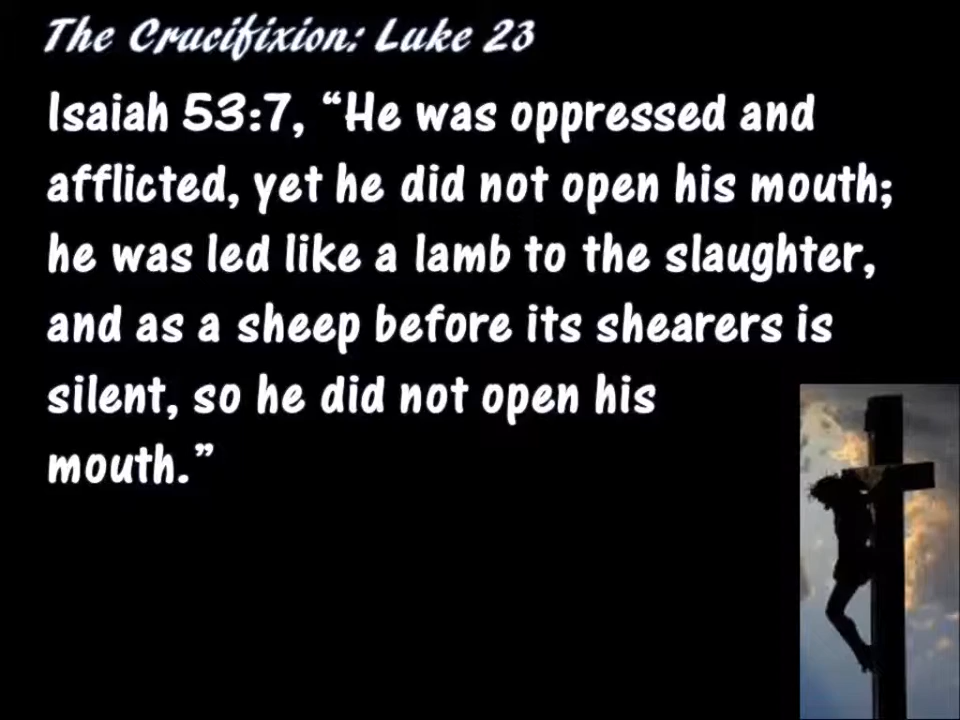 The Crucifixion: Luke 23
Isaiah 53:7, “He was oppressed and
afflicted, yet he did not open his mouth;
he was led like a lamb to the slaughter,
and as a sheep before its shearers is
silent, so he did not open his
mouth.”